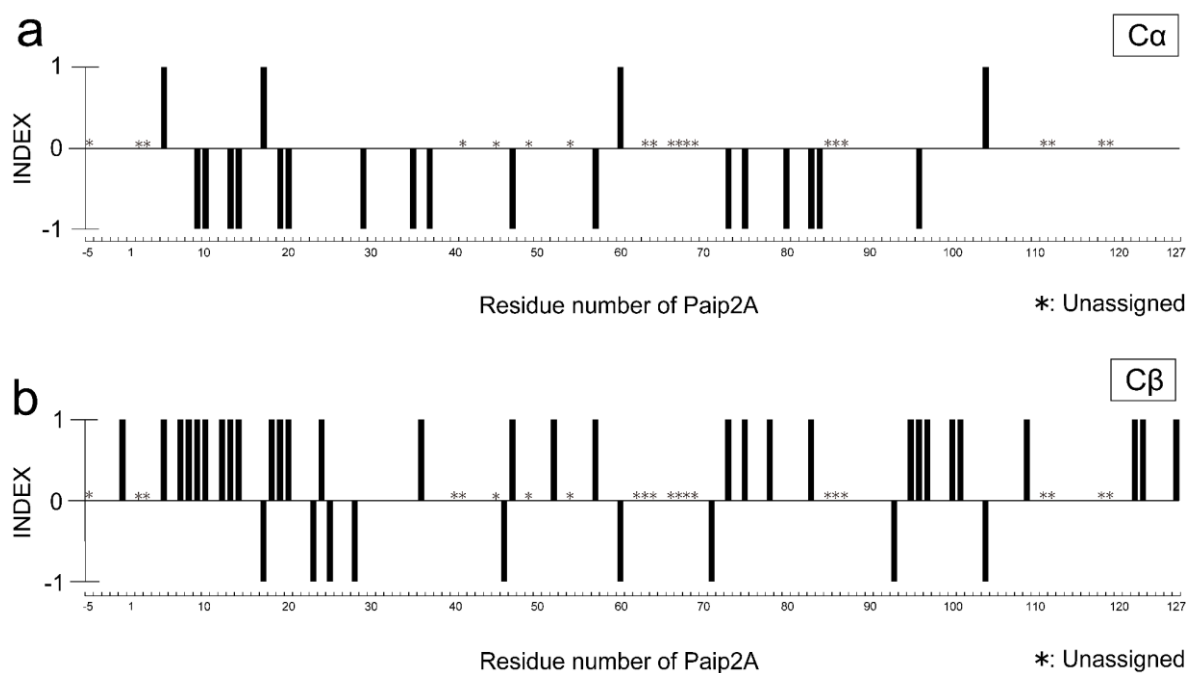 a
Cα
INDEX
1
0
-1
* ** * * * * ** **** *** ** **
-5 1 10 20 30 40 50 60 70 80 90 100 110 120 127
Residue number of Paip2A
*: Unassigned
b
Cβ
INDEX
1
0
-1
* ** ** * * * *** **** *** ** **
-5 1 10 20 30 40 50 60 70 80 90 100 110 120 127
Residue number of Paip2A
*: Unassigned